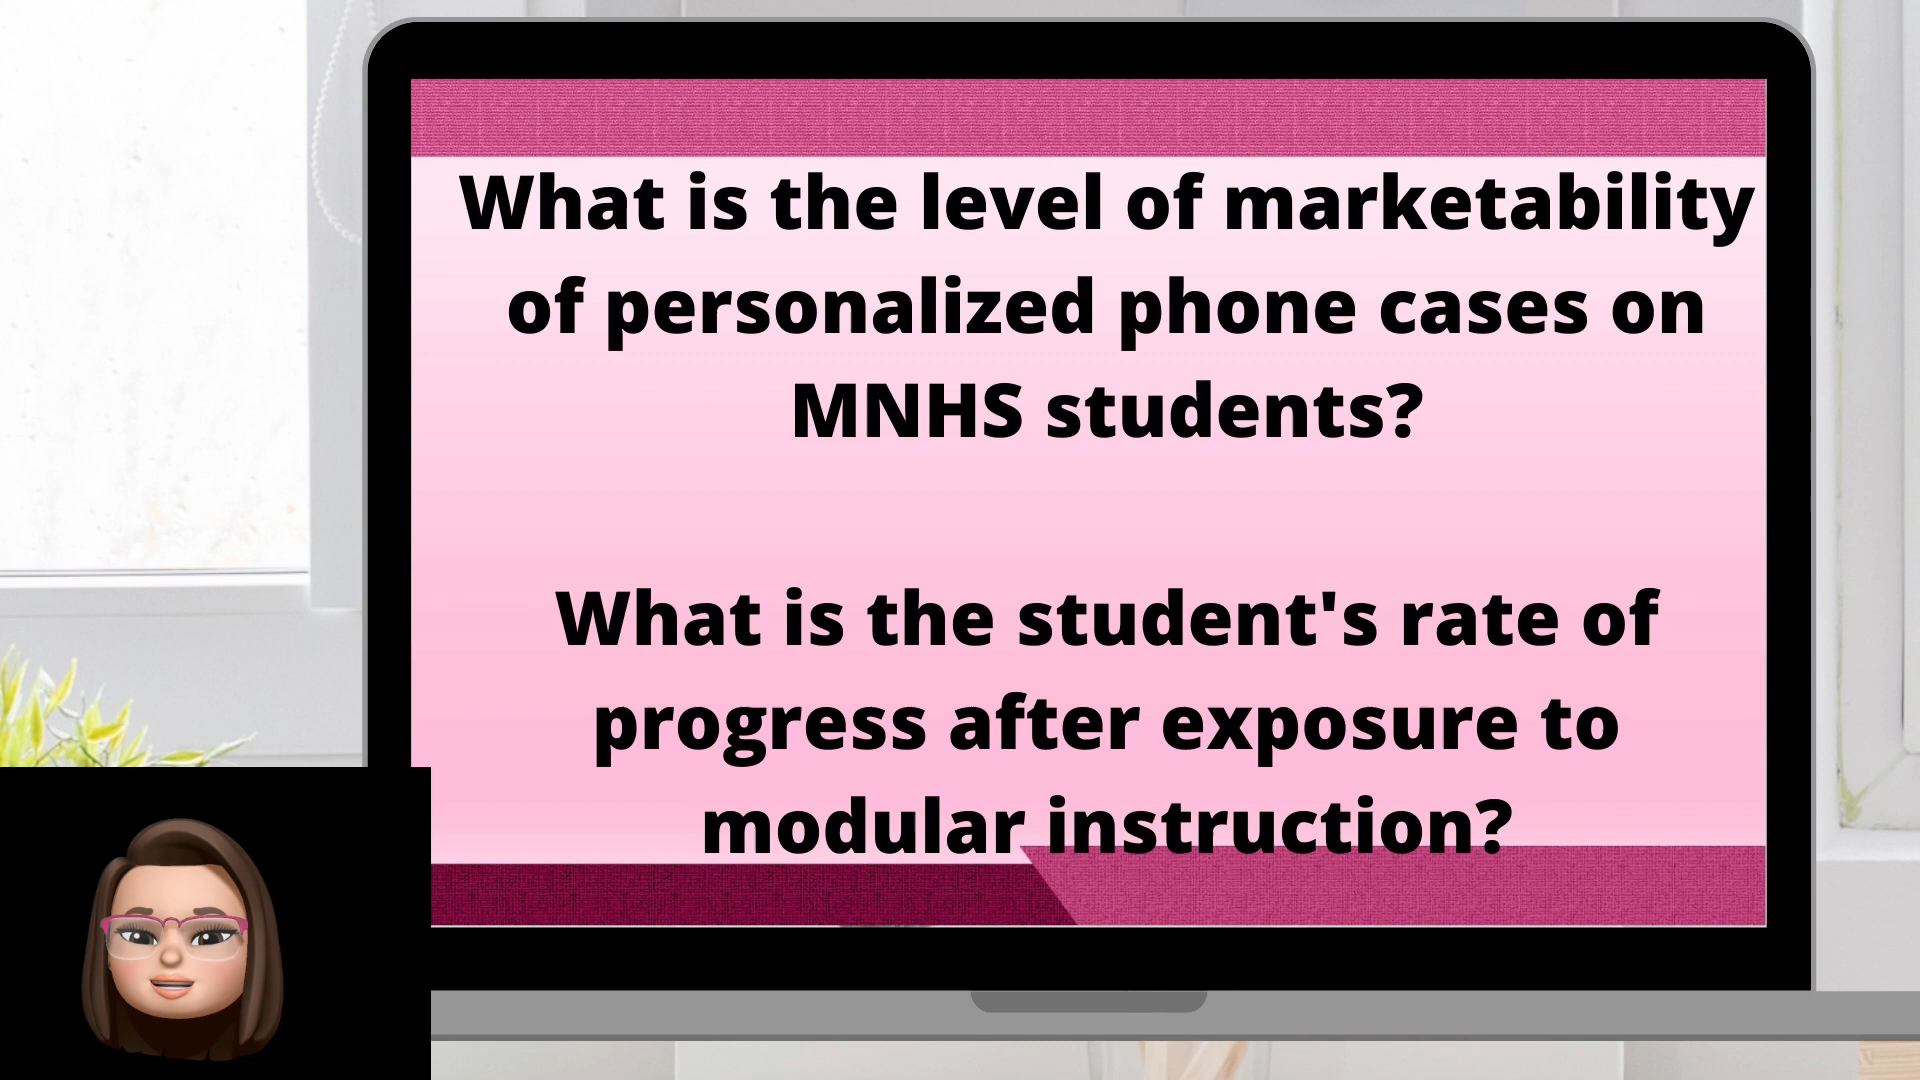 What is the level of marketability
of personalized phone cases on
MNHS students?
What is the student's rate of
progress after exposure to
modular instruction?